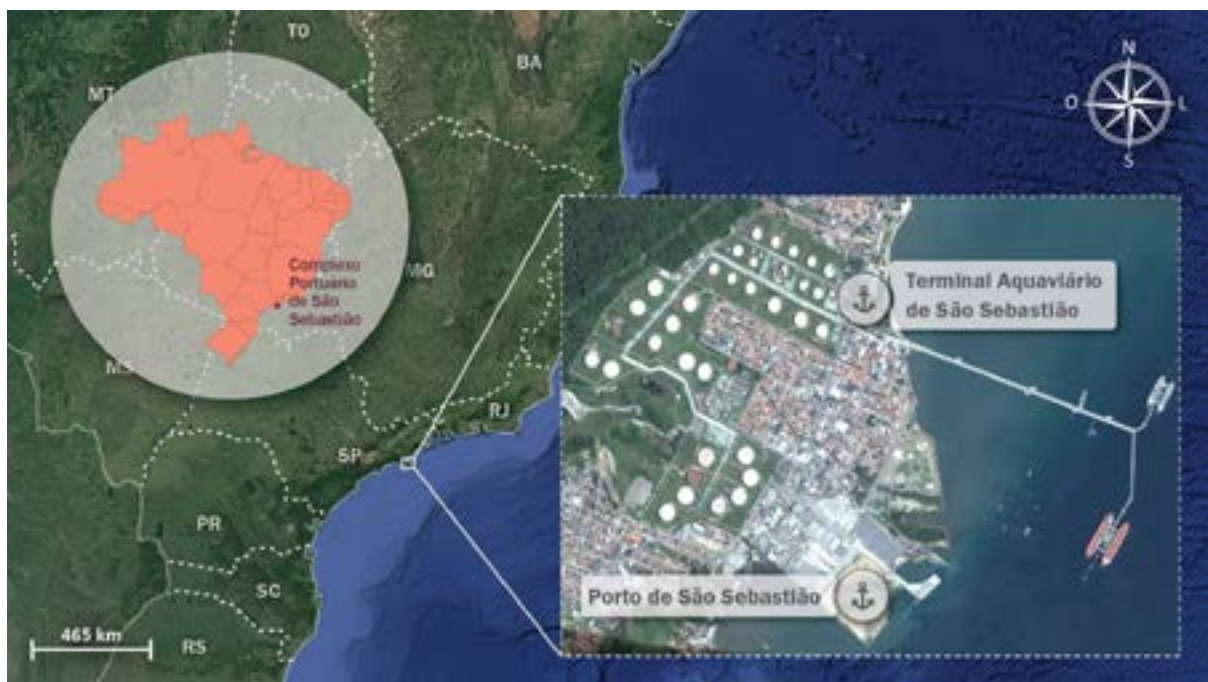 TO
BA
MT
N
O
L
S
Complexo
Portuário
de São
Sebastião
MG
Terminal Aquaviário
de São Sebastião
MS
RJ
SP
PR
SC
Porto de São Sebastião
465 km
RS